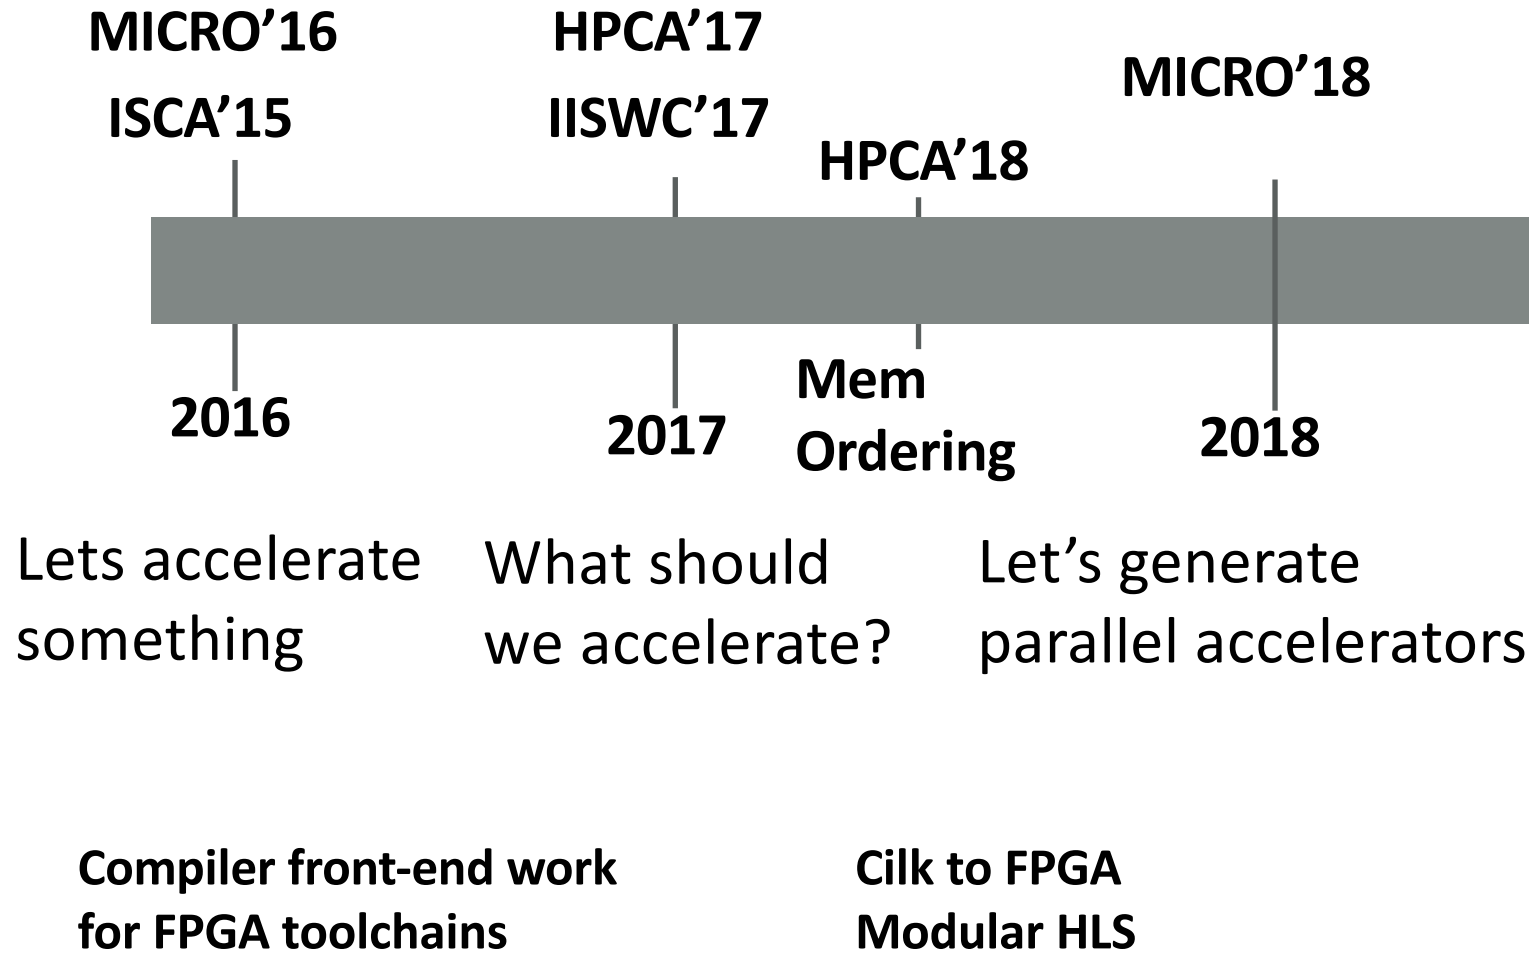 MICRO’16
ISCA’15
HPCA’17
IISWC’17
HPCA’18
MICRO’18
2016
2017
Mem
Ordering
2018
Lets accelerate
something
What should
we accelerate?
Let’s generate
parallel accelerators
Compiler front-end work
for FPGA toolchains
Cilk to FPGA
Modular HLS